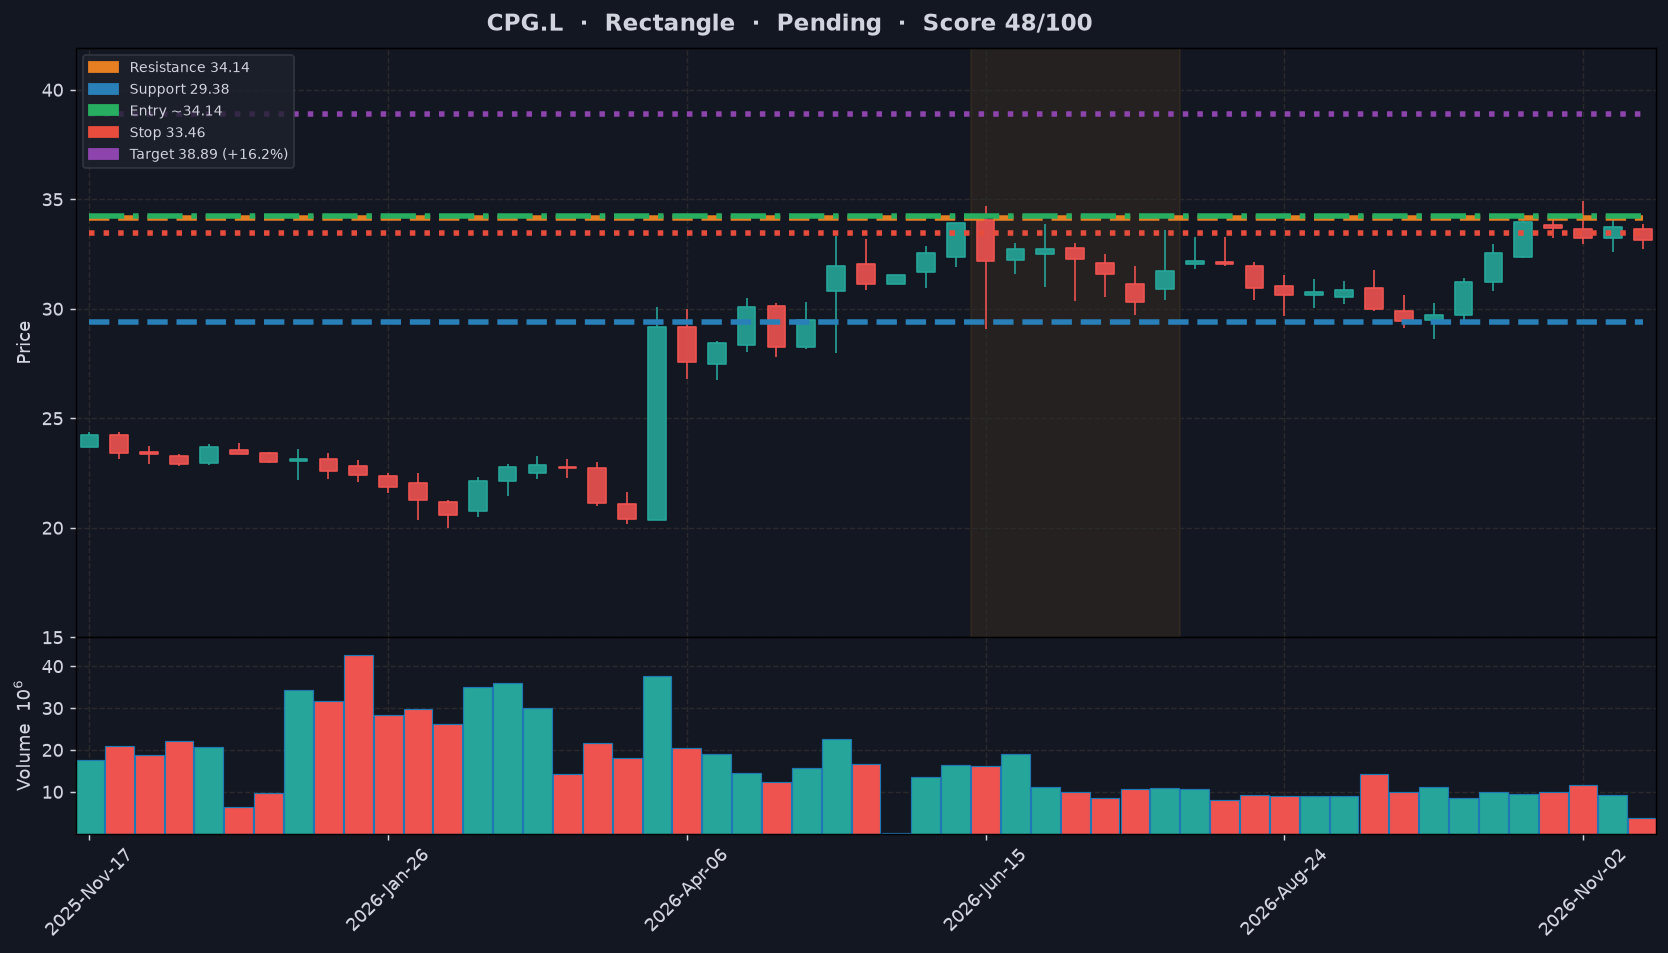 CPG.L · Rectangle · Pending · Score 48/100
Resistance 34.14
Support 29.38
Entry ~34.14
Stop 33.46
Target 38.89 (+16.2%)
Price
40
35
30
25
20
15
Volume 10⁶
40
30
20
10
2025-Nov-17
2026-Jan-26
2026-Apr-06
2026-Jun-15
2026-Aug-24
2026-Nov-02